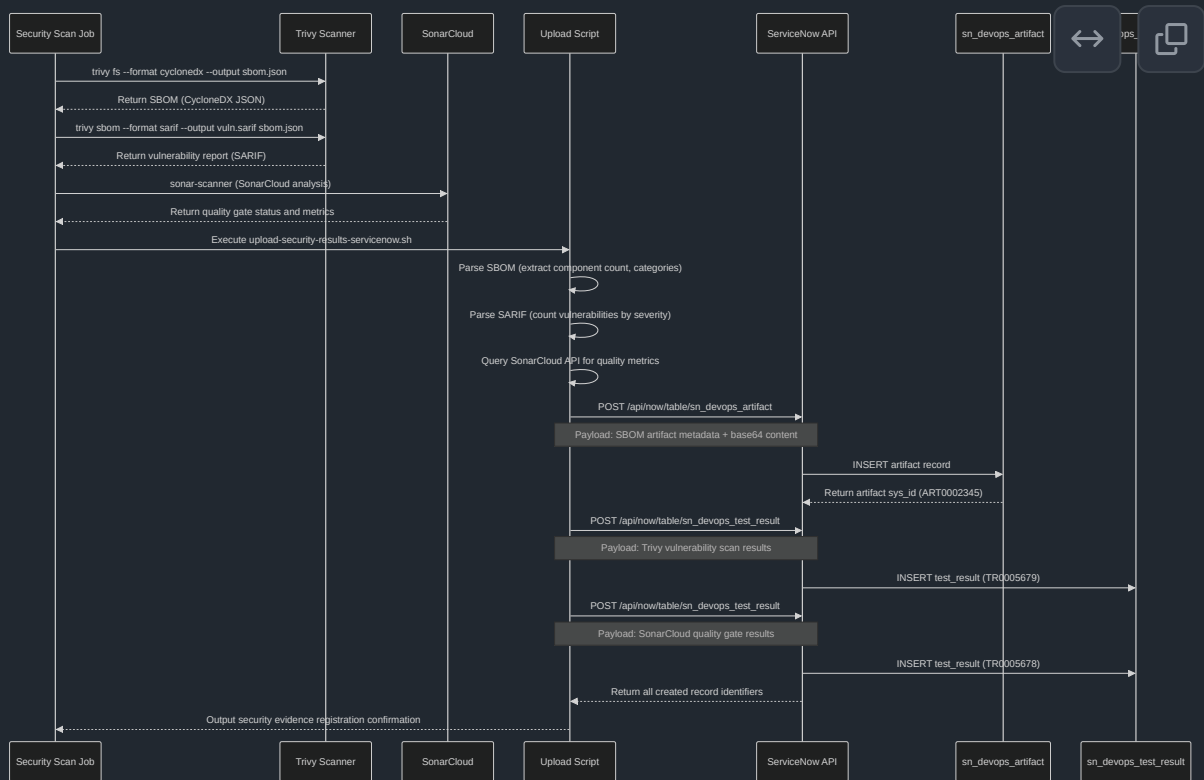 Security Scan Job
Trivy Scanner
SonarCloud
Upload Script
ServiceNow API
sn_devops_artifact
trivy fs --format cyclonedx --output sbom.json
Return SBOM (CycloneDX JSON)
trivy sbom --format sarif --output vuln.sarif sbom.json
Return vulnerability report (SARIF)
sonar-scanner (SonarCloud analysis)
Return quality gate status and metrics
Execute upload-security-results-servicenow.sh
Parse SBOM (extract component count, categories)
Parse SARIF (count vulnerabilities by severity)
Query SonarCloud API for quality metrics
POST /api/now/table/sn_devops_artifact
Payload: SBOM artifact metadata + base64 content
INSERT artifact record
Return artifact sys_id (ART0002345)
POST /api/now/table/sn_devops_test_result
Payload: Trivy vulnerability scan results
INSERT test_result (TR0005679)
POST /api/now/table/sn_devops_test_result
Payload: SonarCloud quality gate results
INSERT test_result (TR0005678)
Return all created record identifiers
Output security evidence registration confirmation
Security Scan Job
Trivy Scanner
SonarCloud
Upload Script
ServiceNow API
sn_devops_artifact
sn_devops_test_result